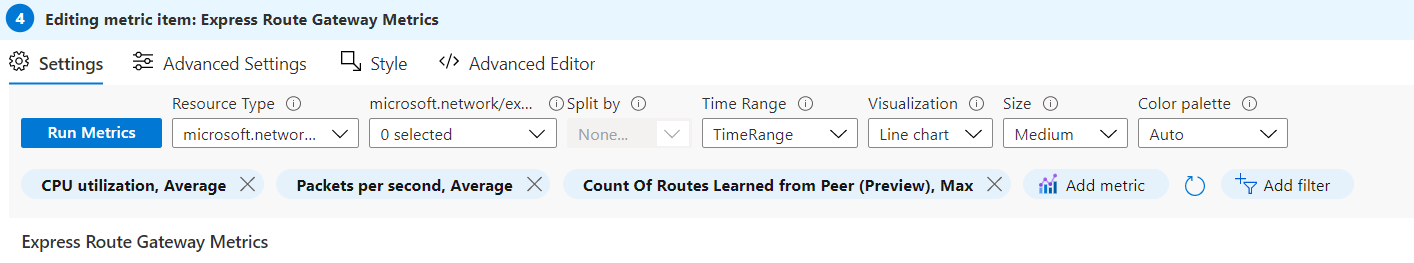 4 Editing metric item: Express Route Gateway Metrics
Settings Advanced Settings Style </> Advanced Editor
Resource Type microsoft.network/ex... Split by Time Range Visualization Size Color palette
Run Metrics microsoft.networ... 0 selected None... TimeRange Line chart Medium Auto
CPU utilization, Average Packets per second, Average Count Of Routes Learned from Peer (Preview), Max Add metric Add filter
Express Route Gateway Metrics